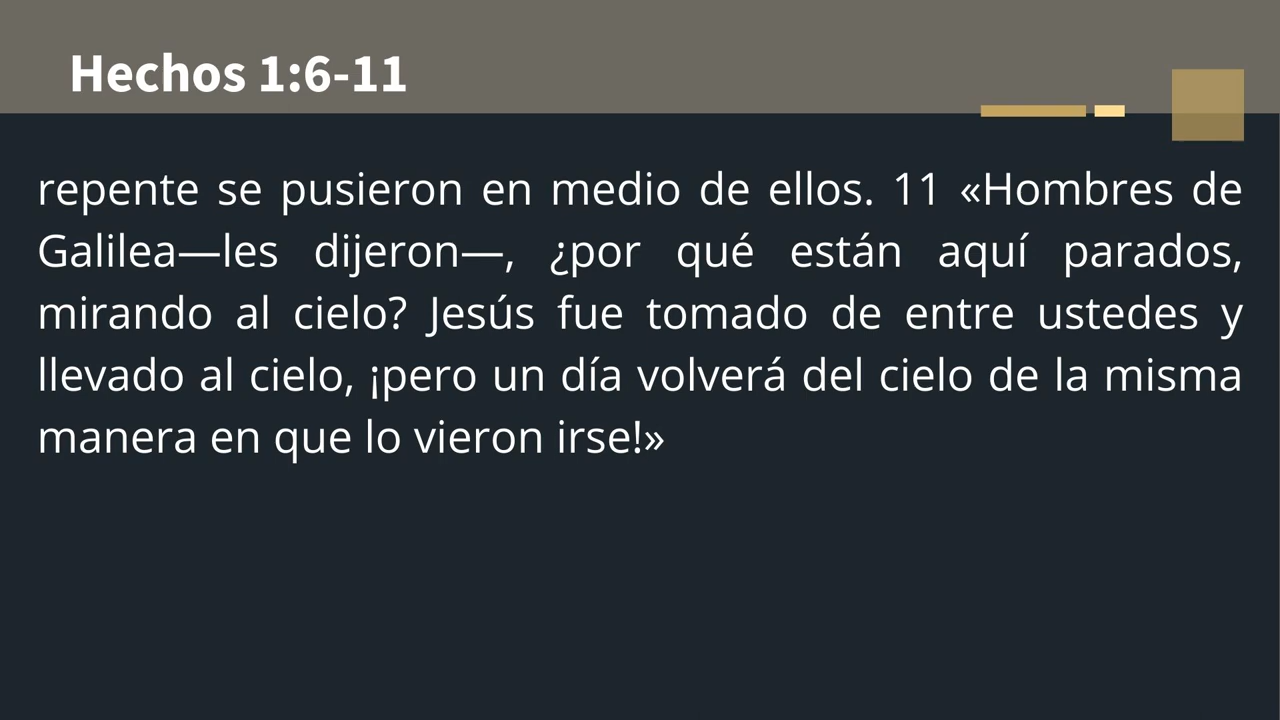 Hechos 1:6-11
repente se pusieron en medio de ellos. 11 «Hombres de
Galilea—les dijeron—, ¿por qué están aquí parados,
mirando al cielo? Jesús fue tomado de entre ustedes y
llevado al cielo, ¡pero un día volverá del cielo de la misma
manera en que lo vieron irse!»